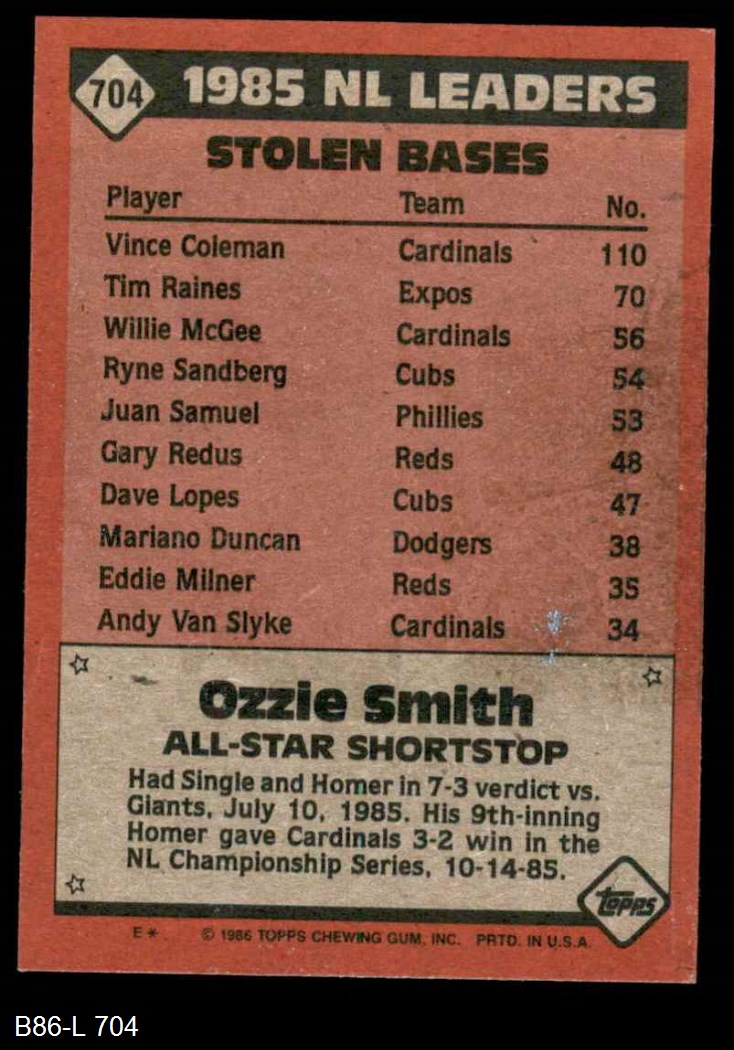 704 1985 NL LEADERS
STOLEN BASES
Player Team No.
Vince Coleman Cardinals 110
Tim Raines Expos 70
Willie McGee Cardinals 56
Ryne Sandberg Cubs 54
Juan Samuel Phillies 53
Gary Redus Reds 48
Dave Lopes Cubs 47
Mariano Duncan Dodgers 38
Eddie Milner Reds 35
Andy Van Slyke Cardinals 34
Ozzie Smith
ALL-STAR SHORTSTOP
Had Single and Homer in 7-3 verdict vs.
Giants, July 10, 1985. His 9th-inning
Homer gave Cardinals 3-2 win in the
NL Championship Series, 10-14-85.
topps
E* © 1986 TOPPS CHEWING GUM, INC. PRTD. IN U.S.A.
B86-L 704